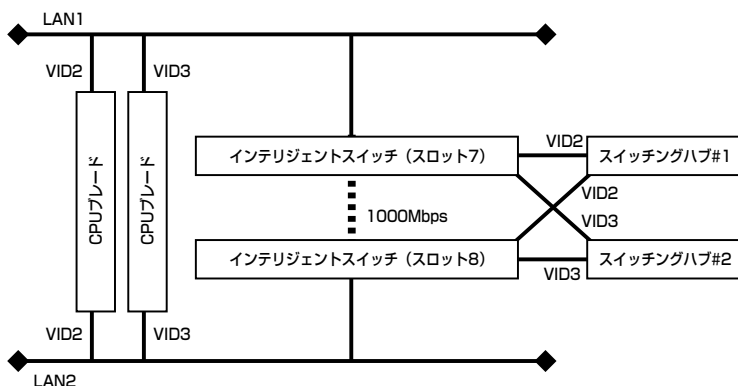 LAN1
VID2
VID3
CPUブレード
CPUブレード
インテリジェントスイッチ（スロット7）
VID2
スイッチングハブ#1
VID2
1000Mbps
VID3
インテリジェントスイッチ（スロット8）
VID3
スイッチングハブ#2
VID2
VID3
LAN2